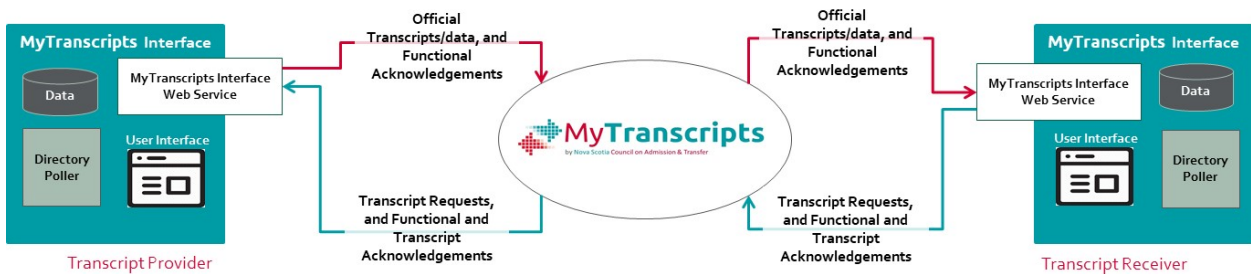 MyTranscripts Interface
Data
MyTranscripts Interface
Web Service
Directory
Poller
User Interface
Transcript Provider
Official
Transcripts/data, and
Functional
Acknowledgements
Transcript Requests,
and Functional and
Transcript
Acknowledgements
MyTranscripts
by Nova Scotia Council on Admission & Transfer
Official
Transcripts/data, and
Functional
Acknowledgements
Transcript Requests,
and Functional and
Transcript
Acknowledgements
MyTranscripts Interface
MyTranscripts Interface
Web Service
Data
User Interface
Directory
Poller
Transcript Receiver